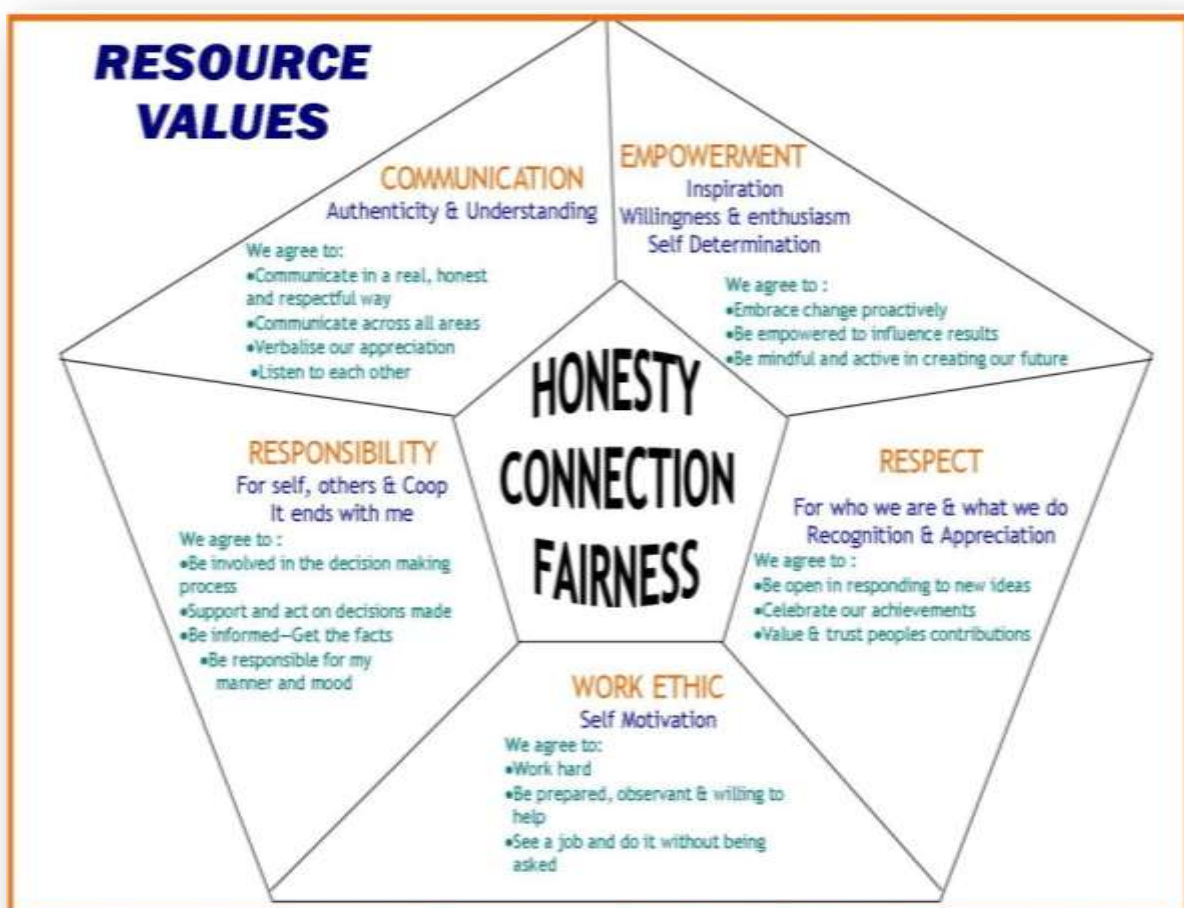 RESOURCE
VALUES
COMMUNICATION
Authenticity & Understanding
We agree to:
•Communicate in a real, honest
and respectful way
•Communicate across all areas
•Verbalise our appreciation
•Listen to each other
EMPOWERMENT
Inspiration
Willingness & enthusiasm
Self Determination
We agree to :
•Embrace change proactively
•Be empowered to influence results
•Be mindful and active in creating our future
HONESTY
CONNECTION
FAIRNESS
RESPONSIBILITY
For self, others & Coop
It ends with me
We agree to :
•Be involved in the decision making
process
•Support and act on decisions made
•Be informed—Get the facts
•Be responsible for my
manner and mood
RESPECT
For who we are & what we do
Recognition & Appreciation
We agree to :
•Be open in responding to new ideas
•Celebrate our achievements
•Value & trust peoples contributions
WORK ETHIC
Self Motivation
We agree to:
•Work hard
•Be prepared, observant & willing to
help
•See a job and do it without being
asked